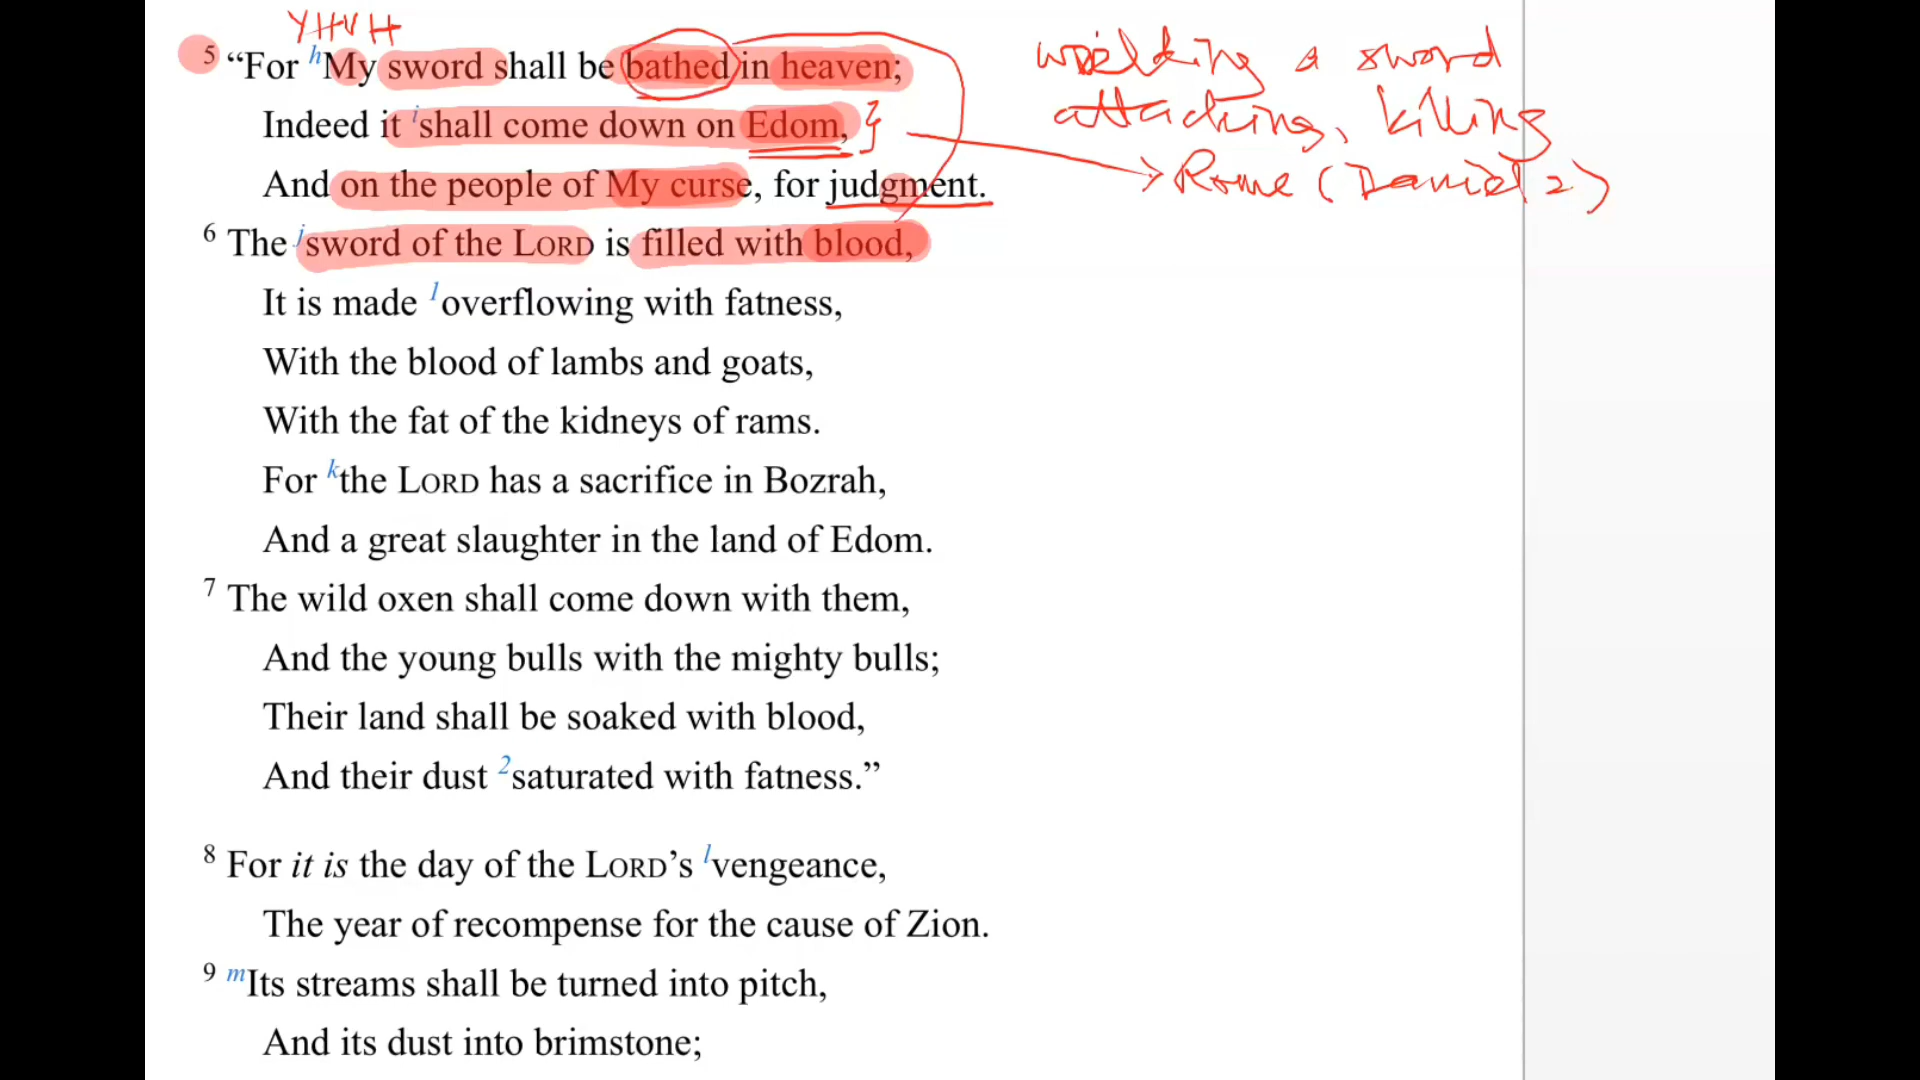 YHVH
5 “For hMy sword shall be bathed in heaven;
Indeed it ishall come down on Edom,
And on the people of My curse, for judgment.
6 The jsword of the LORD is filled with blood,
It is made 1overflowing with fatness,
With the blood of lambs and goats,
With the fat of the kidneys of rams.
For kthe LORD has a sacrifice in Bozrah,
And a great slaughter in the land of Edom.
7 The wild oxen shall come down with them,
And the young bulls with the mighty bulls;
Their land shall be soaked with blood,
And their dust 2saturated with fatness.”
8 For it is the day of the LORD’s lvengeance,
The year of recompense for the cause of Zion.
9 mIts streams shall be turned into pitch,
And its dust into brimstone;
wielding a sword
attacking, killing
Rome (Daniel 2)